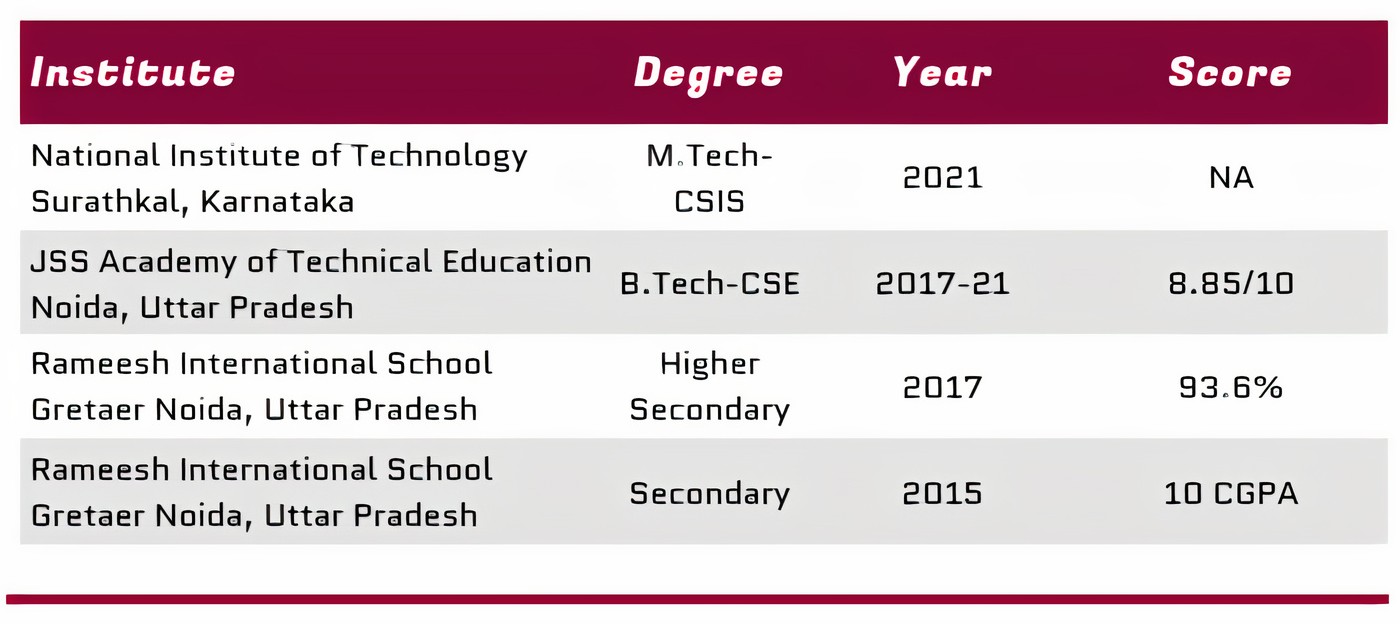 Institute Degree Year Score
National Institute of Technology
Surathkal, Karnataka
M.Tech-
CSIS
2021
NA
JSS Academy of Technical Education
Noida, Uttar Pradesh
B.Tech-CSE
2017-21
8.85/10
Rameesh International School
Gretaer Noida, Uttar Pradesh
Higher
Secondary
2017
93.6%
Rameesh International School
Gretaer Noida, Uttar Pradesh
Secondary
2015
10 CGPA